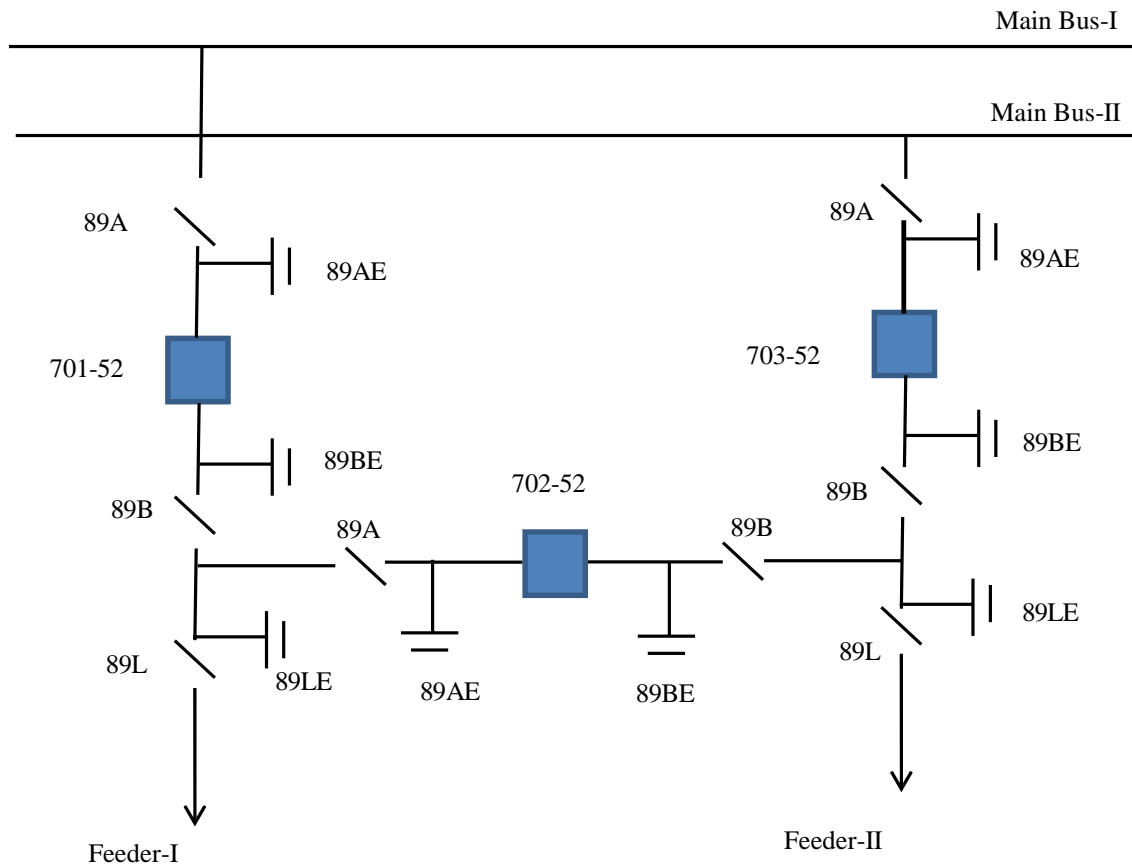 Main Bus-I
Main Bus-II
89A
89A
89AE
89AE
701-52
703-52
89BE
89BE
702-52
89B
89B
89A
89B
89LE
89L
89L
89LE
89AE
89BE
Feeder-I
Feeder-II